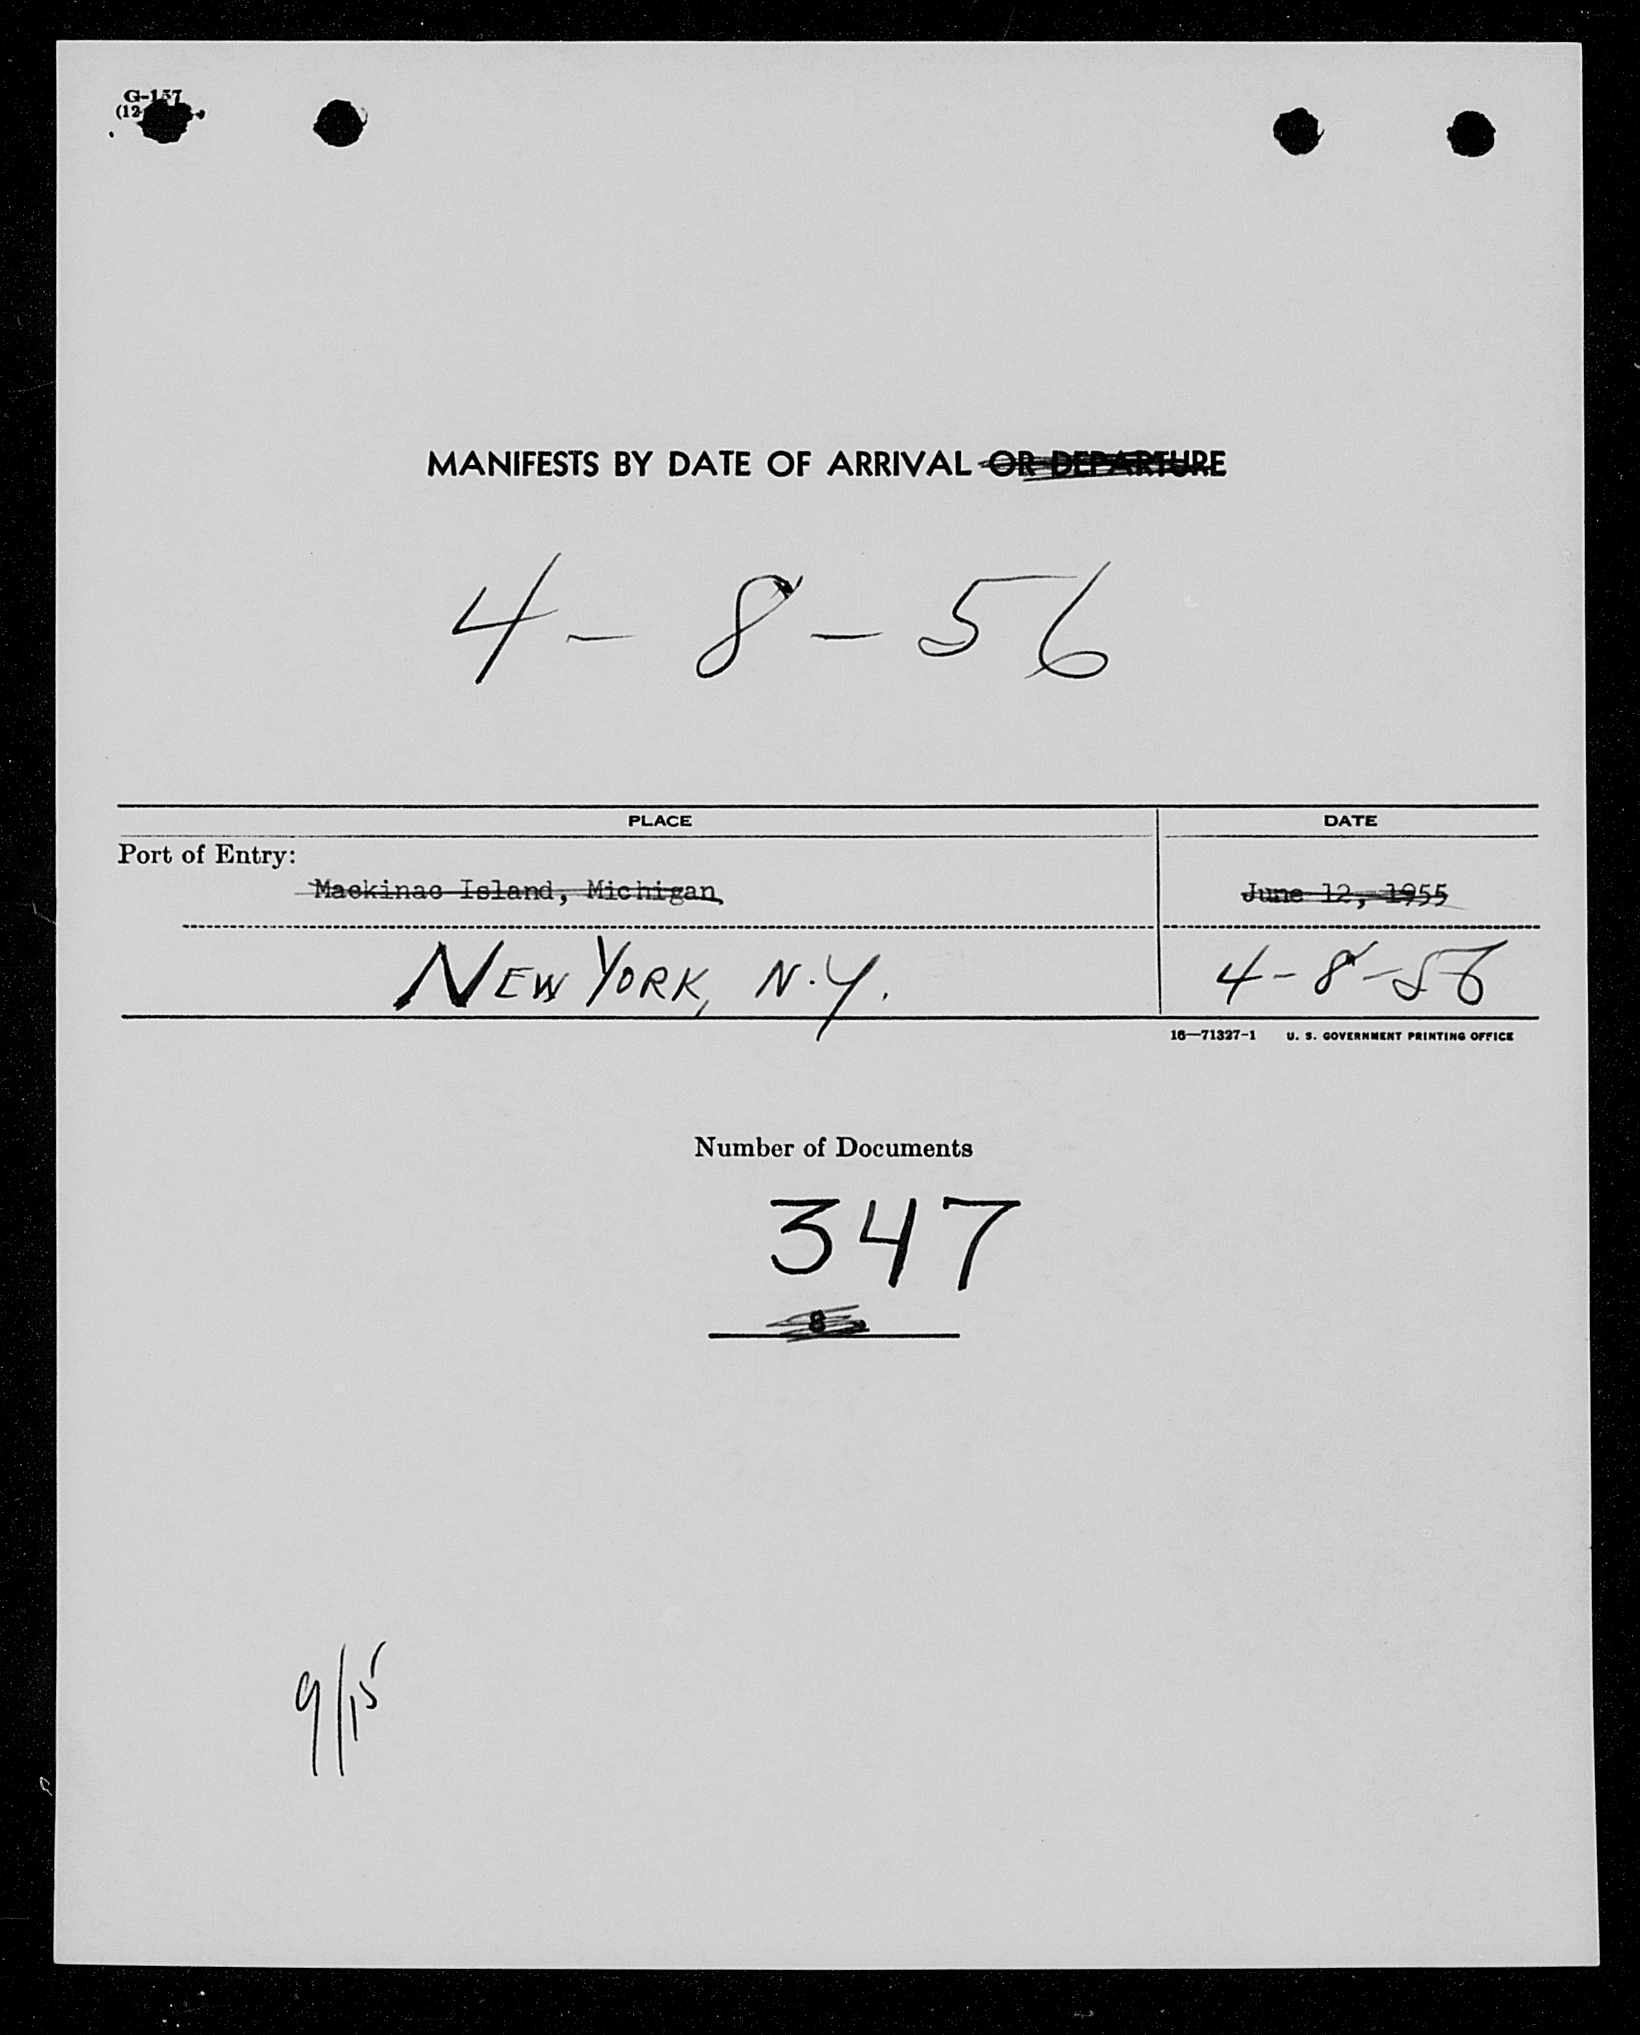 G-157
(12
MANIFESTS BY DATE OF ARRIVAL OR DEPARTURE
4-8-56
PLACE DATE
Port of Entry:
Mackinac Island, Michigan June 12, 1955
NEW YORK, N.Y. 4-8-56
16—71327-1 U. S. GOVERNMENT PRINTING OFFICE
Number of Documents
347
8
9/15